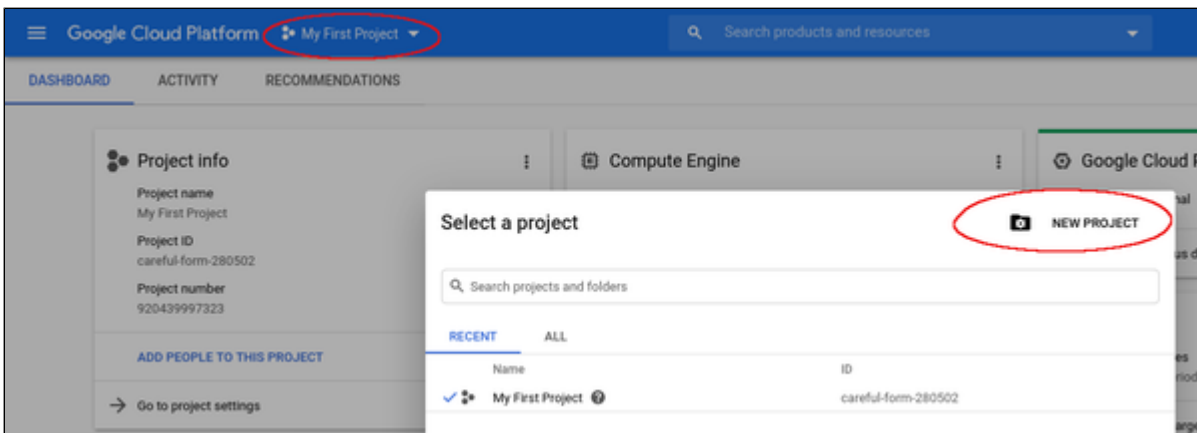 Google Cloud Platform My First Project Search products and resources
DASHBOARD ACTIVITY RECOMMENDATIONS
Project info
Project name
My First Project
Project ID
careful-form-280502
Project number
920439997323
ADD PEOPLE TO THIS PROJECT
Go to project settings
Compute Engine
Google Cloud
Select a project NEW PROJECT
Search projects and folders
RECENT ALL
Name ID
My First Project careful-form-280502